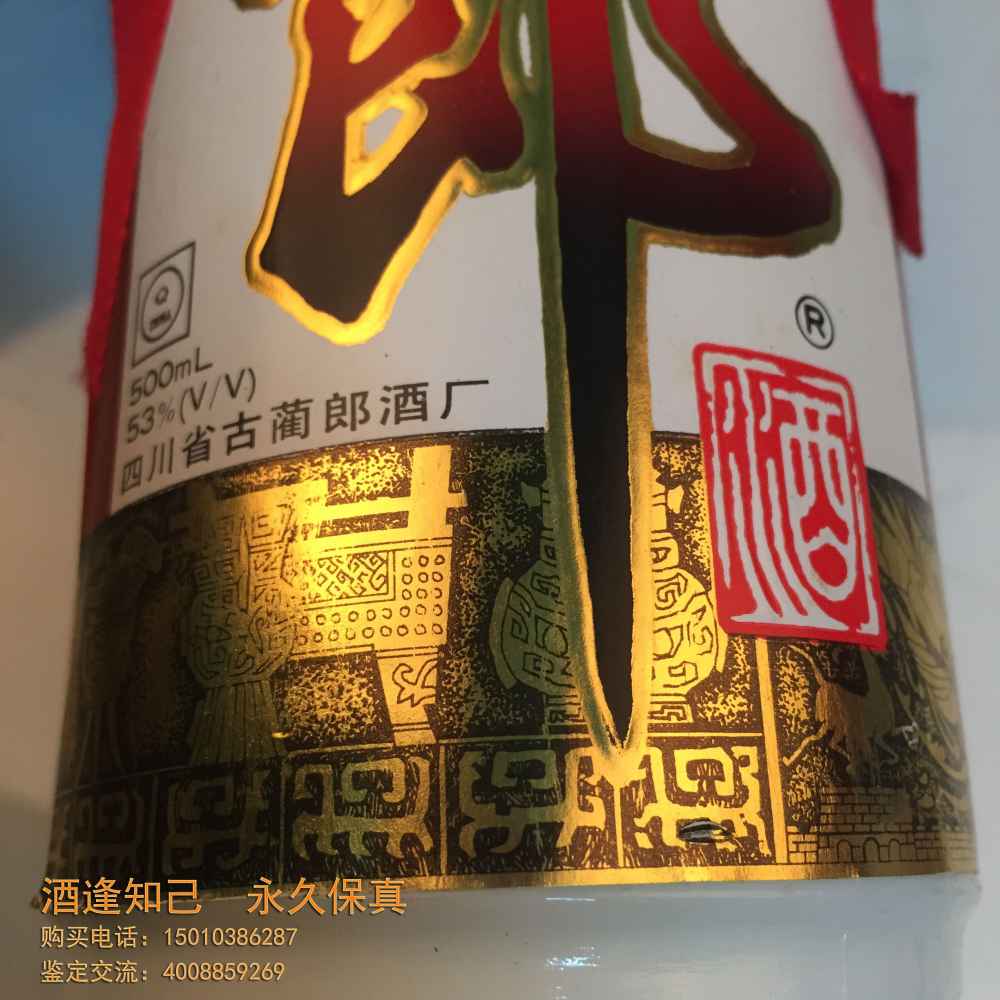 郎
Q
500mL
53%(V/V)
四川省古蔺郎酒厂
®
酒
酒逢知己 永久保真
购买电话：15010386287
鉴定交流：4008859269